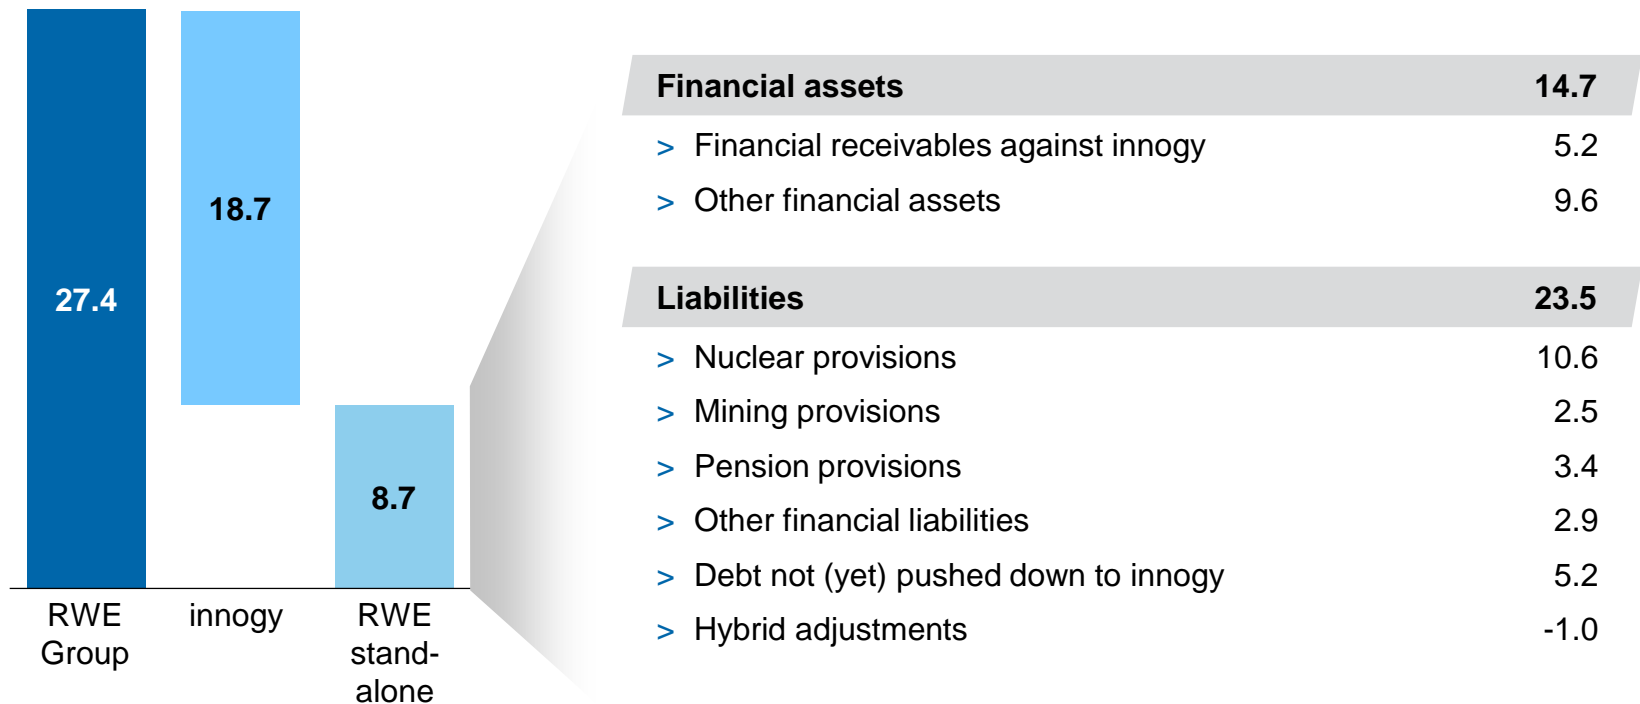 27.4
18.7
8.7
RWE
Group
innogy
RWE
stand-
alone
Financial assets 14.7
> Financial receivables against innogy 5.2
> Other financial assets 9.6
Liabilities 23.5
> Nuclear provisions 10.6
> Mining provisions 2.5
> Pension provisions 3.4
> Other financial liabilities 2.9
> Debt not (yet) pushed down to innogy 5.2
> Hybrid adjustments -1.0